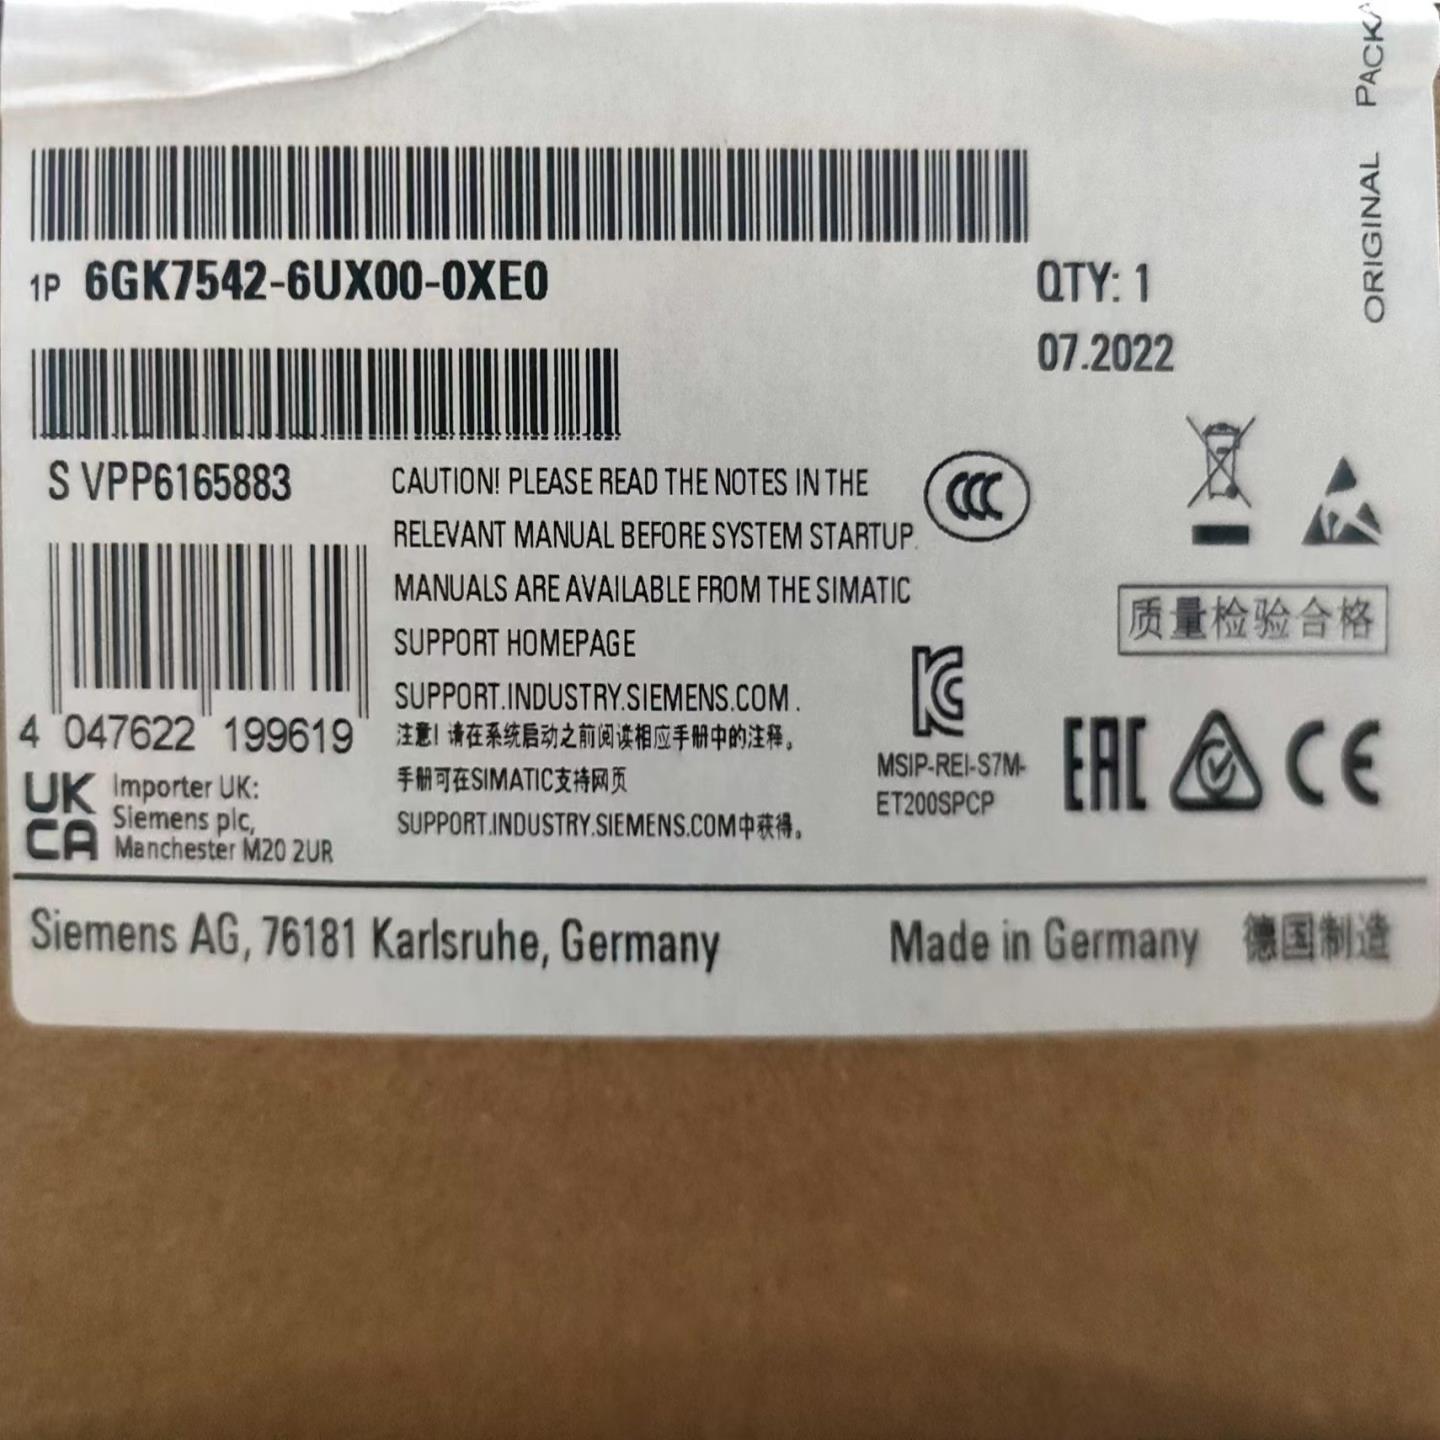 ORIGINAL PACKA
1P 6GK7542-6UX00-0XE0
QTY: 1
07.2022
S VPP6165883
CAUTION! PLEASE READ THE NOTES IN THE
RELEVANT MANUAL BEFORE SYSTEM STARTUP.
MANUALS ARE AVAILABLE FROM THE SIMATIC
SUPPORT HOMEPAGE
SUPPORT.INDUSTRY.SIEMENS.COM .
注意! 请在系统启动之前阅读相应手册中的注释。
手册可在SIMATIC支持网页
SUPPORT.INDUSTRY.SIEMENS.COM中获得。
CCC
质量检验合格
4 047622 199619
UK
CA
Importer UK:
Siemens plc,
Manchester M20 2UR
KC
MSIP-REI-S7M-
ET200SPCP
EAC
CE
Siemens AG, 76181 Karlsruhe, Germany
Made in Germany 德国制造